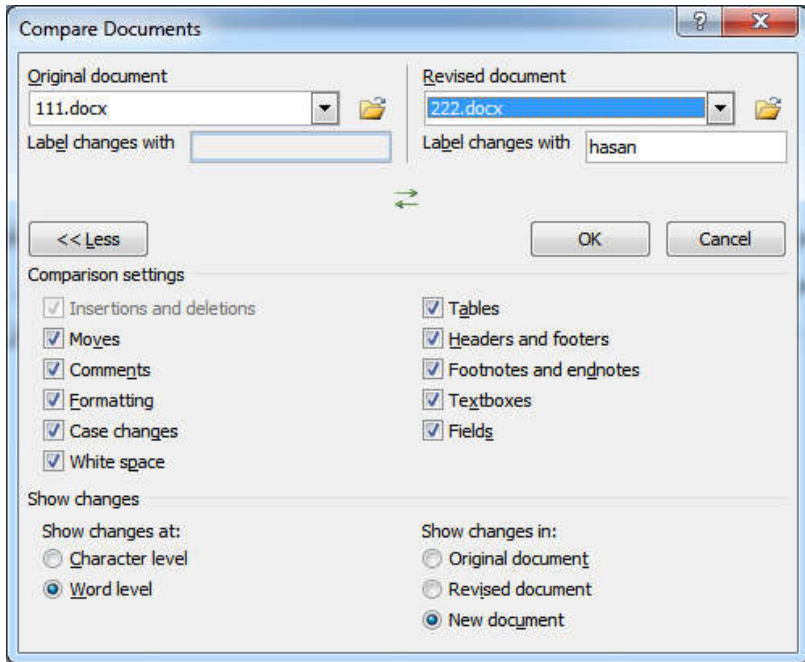 Compare Documents
Original document
Revised document
111.docx
222.docx
Label changes with
Label changes with hasan
<< Less
OK
Cancel
Comparison settings
Insertions and deletions
Tables
Moves
Headers and footers
Comments
Footnotes and endnotes
Formatting
Textboxes
Case changes
Fields
White space
Show changes
Show changes at:
Show changes in:
Character level
Original document
Word level
Revised document
New document